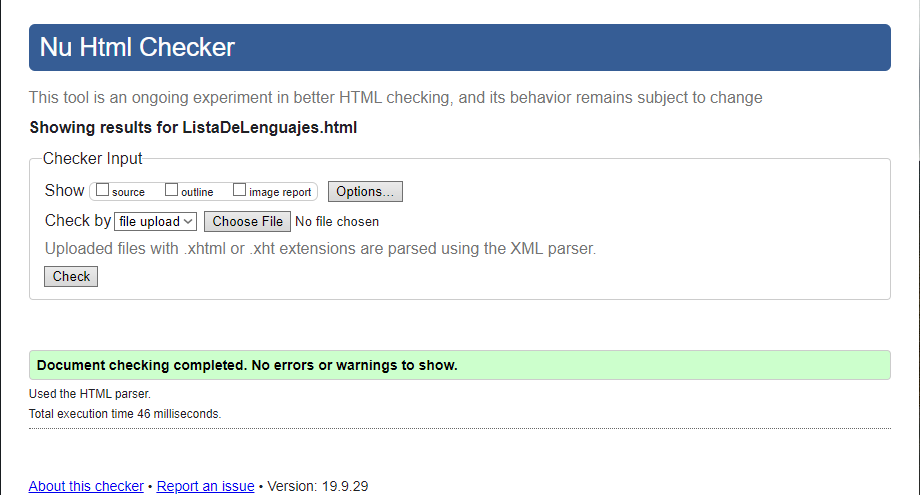 Nu Html Checker
This tool is an ongoing experiment in better HTML checking, and its behavior remains subject to change
Showing results for ListaDeLenguajes.html
Checker Input
Show source outline image report Options...
Check by file upload Choose File No file chosen
Uploaded files with .xhtml or .xht extensions are parsed using the XML parser.
Check
Document checking completed. No errors or warnings to show.
Used the HTML parser.
Total execution time 46 milliseconds.
About this checker • Report an issue • Version: 19.9.29